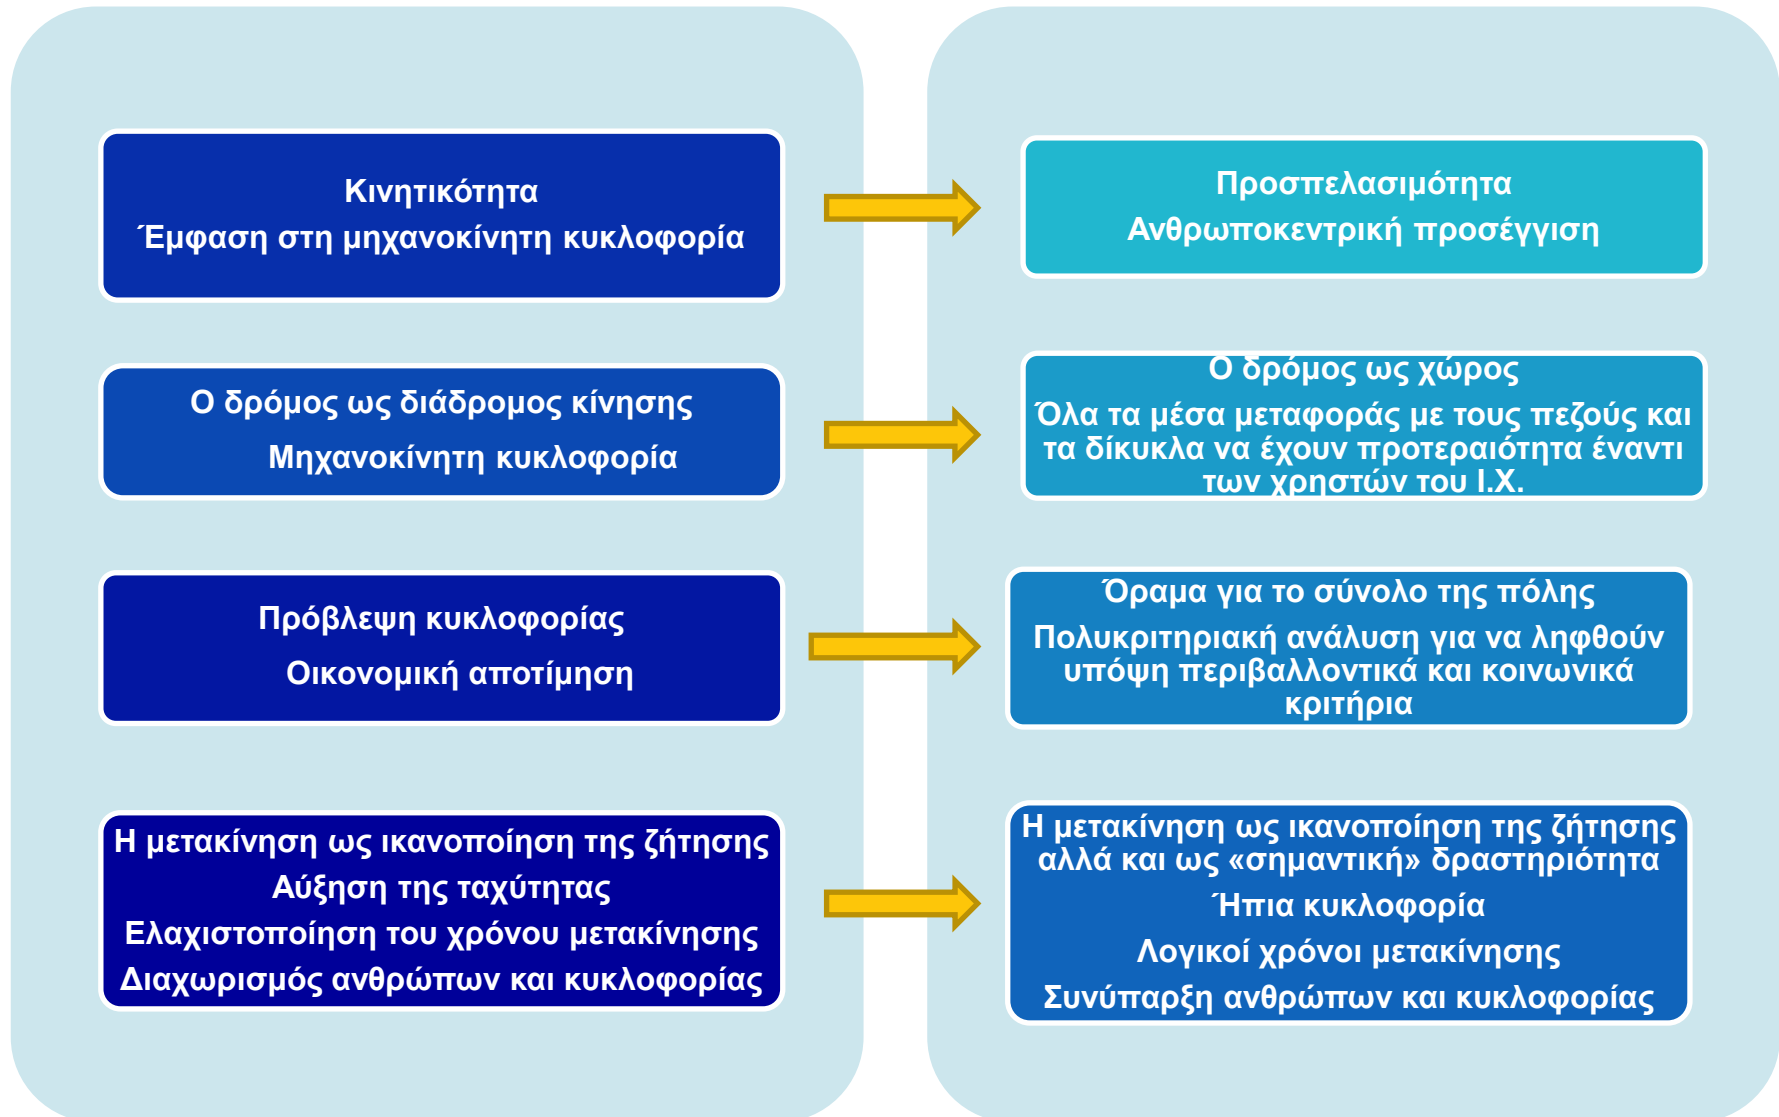 Κινητικότητα
Έμφαση στη μηχανοκίνητη κυκλοφορία
Προσπελασιμότητα
Ανθρωποκεντρική προσέγγιση
Ο δρόμος ως διάδρομος κίνησης
Μηχανοκίνητη κυκλοφορία
Ο δρόμος ως χώρος
Όλα τα μέσα μεταφοράς με τους πεζούς και
τα δίκυκλα να έχουν προτεραιότητα έναντι
των χρηστών του Ι.Χ.
Πρόβλεψη κυκλοφορίας
Οικονομική αποτίμηση
Όραμα για το σύνολο της πόλης
Πολυκριτηριακή ανάλυση για να ληφθούν
υπόψη περιβαλλοντικά και κοινωνικά
κριτήρια
Η μετακίνηση ως ικανοποίηση της ζήτησης
Αύξηση της ταχύτητας
Ελαχιστοποίηση του χρόνου μετακίνησης
Διαχωρισμός ανθρώπων και κυκλοφορίας
Η μετακίνηση ως ικανοποίηση της ζήτησης
αλλά και ως «σημαντική» δραστηριότητα
Ήπια κυκλοφορία
Λογικοί χρόνοι μετακίνησης
Συνύπαρξη ανθρώπων και κυκλοφορίας